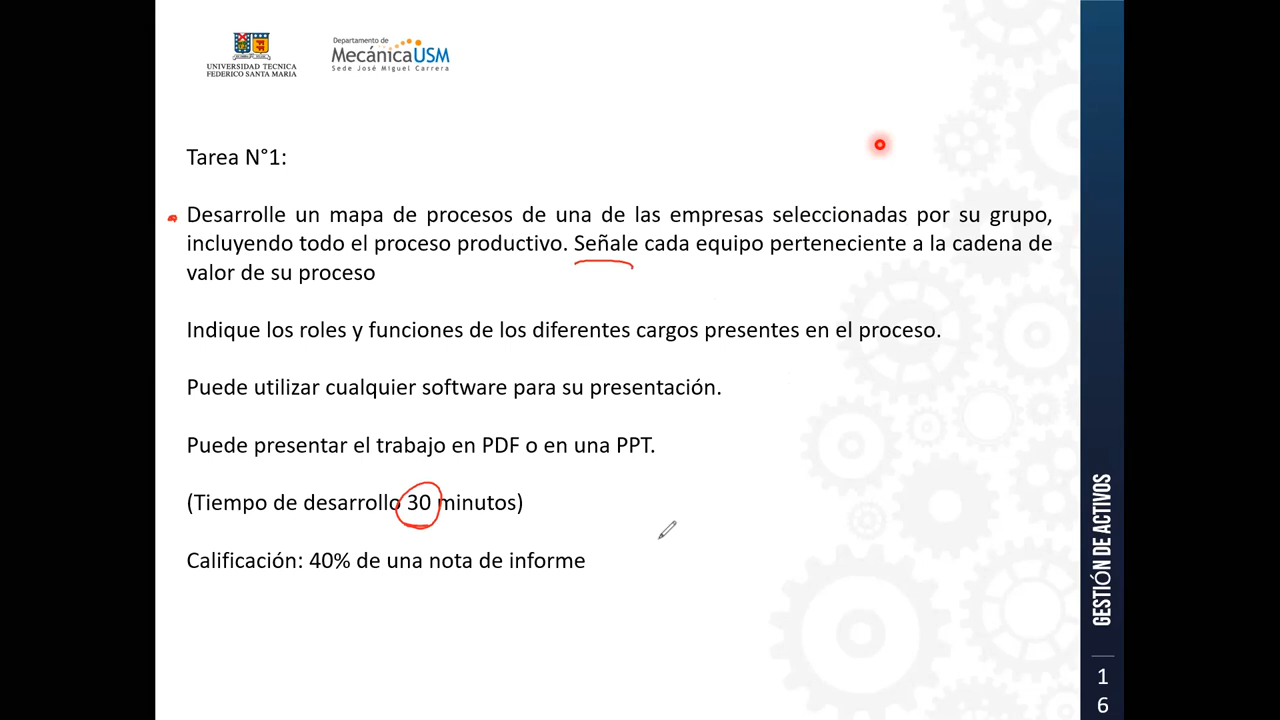 UNIVERSIDAD TECNICA
FEDERICO SANTA MARIA
Departamento de
MecánicaUSM
Sede José Miguel Carrera
Tarea N°1:
Desarrolle un mapa de procesos de una de las empresas seleccionadas por su grupo,
incluyendo todo el proceso productivo. Señale cada equipo perteneciente a la cadena de
valor de su proceso
Indique los roles y funciones de los diferentes cargos presentes en el proceso.
Puede utilizar cualquier software para su presentación.
Puede presentar el trabajo en PDF o en una PPT.
(Tiempo de desarrollo 30 minutos)
Calificación: 40% de una nota de informe
GESTIÓN DE ACTIVOS
1
6